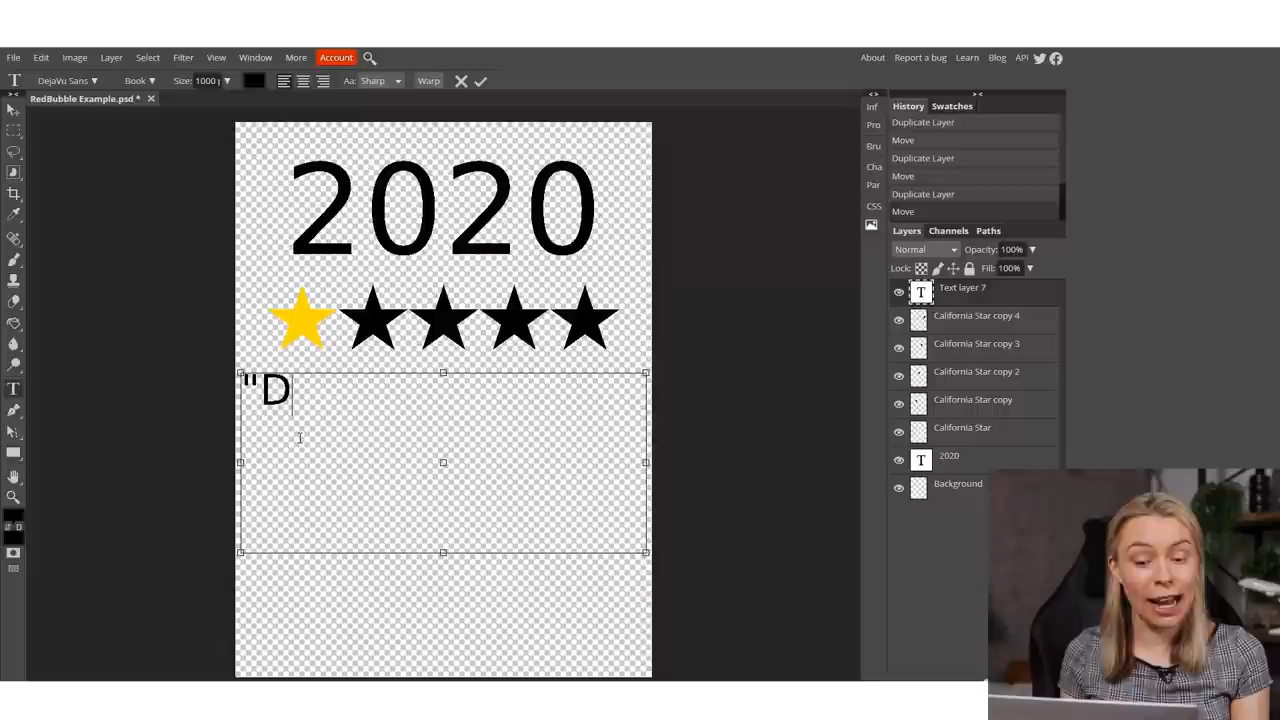 File Edit Image Layer Select Filter View Window More Account About Report a bug Learn Blog API
T DejaVu Sans Book Size: 1000 Aa: Sharp Warp
RedBubble Example.psd *
Inf
Pro
Bru
Cha
Par
CSS
History Swatches
Duplicate Layer
Move
Duplicate Layer
Move
Duplicate Layer
Move
Layers Channels Paths
Normal Opacity: 100%
Lock: Fill: 100%
T Text layer 7
California Star copy 4
California Star copy 3
California Star copy 2
California Star copy
California Star
T 2020
Background
2020
"D
T
D